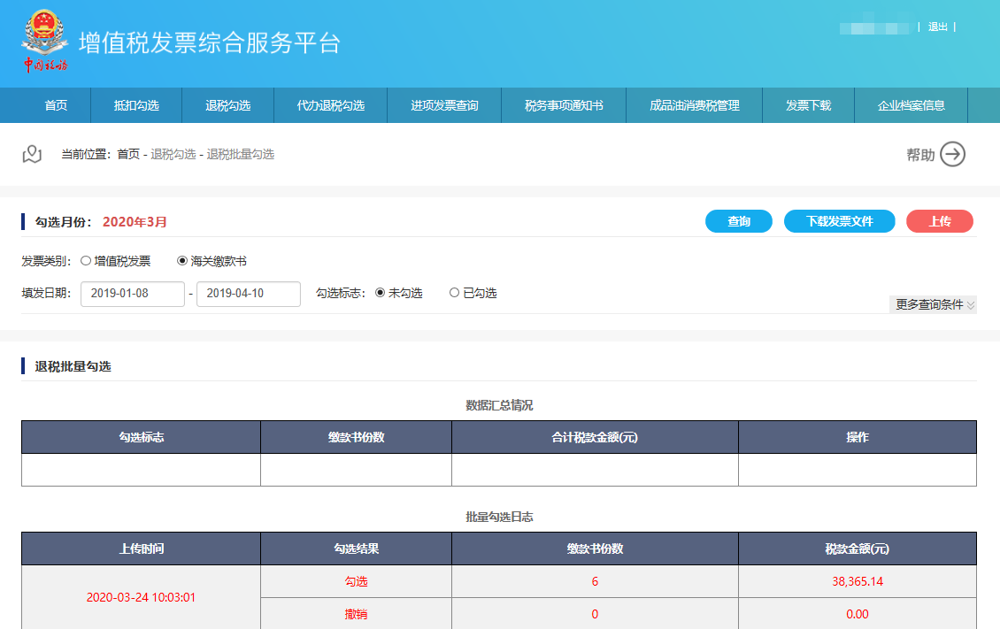 中国税务
增值税发票综合服务平台
| 退出 |
首页 抵扣勾选 退税勾选 代办退税勾选 进项发票查询 税务事项通知书 成品油消费税管理 发票下载 企业档案信息
当前位置：首页 - 退税勾选 - 退税批量勾选 帮助
勾选月份： 2020年3月 查询 下载发票文件 上传
发票类别： 增值税发票 海关缴款书
填发日期： 2019-01-08 - 2019-04-10 勾选标志： 未勾选 已勾选
更多查询条件
退税批量勾选
数据汇总情况
勾选标志 缴款书份数 合计税款金额(元) 操作
批量勾选日志
上传时间 勾选结果 缴款书份数 税款金额(元)
2020-03-24 10:03:01 勾选 6 38,365.14
撤销 0 0.00